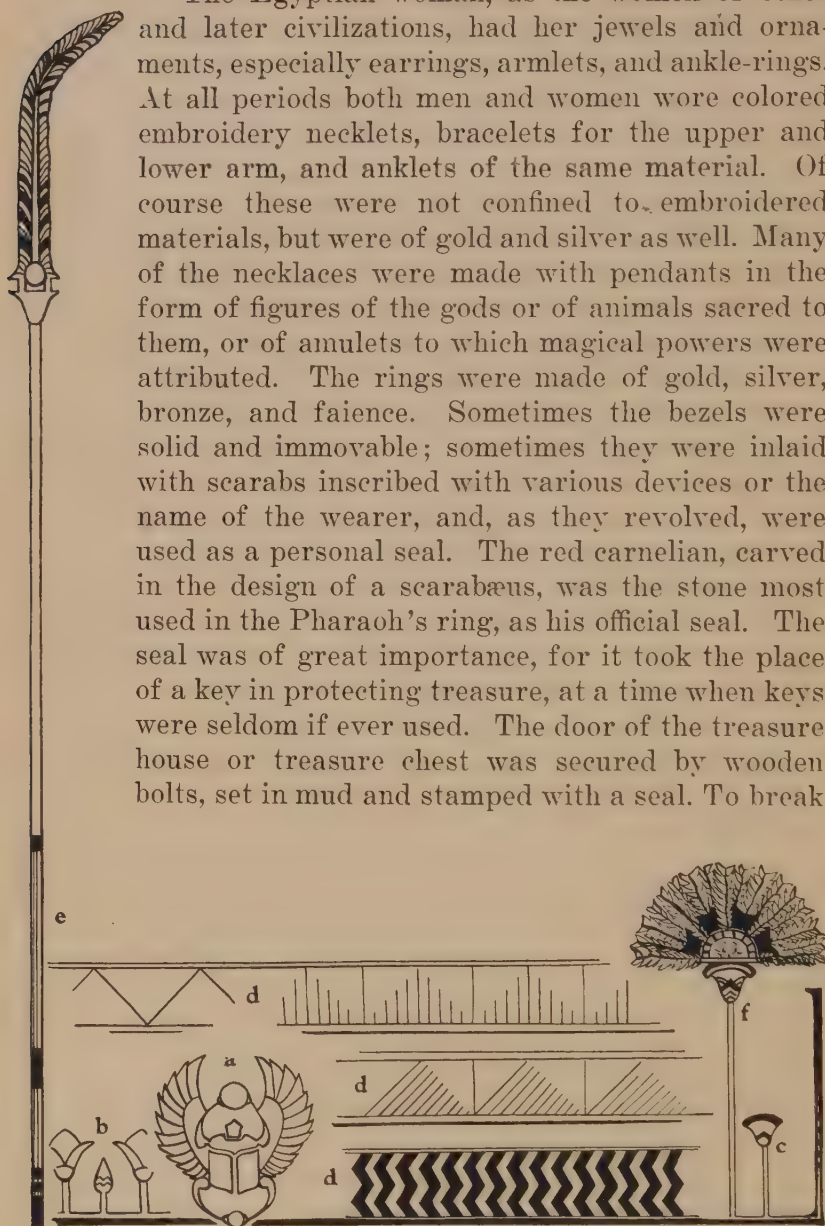 and later civilizations, had her jewels and orna-
ments, especially earrings, armlets, and ankle-rings.
At all periods both men and women wore colored
embroidery necklets, bracelets for the upper and
lower arm, and anklets of the same material. Of
course these were not confined to embroidered
materials, but were of gold and silver as well. Many
of the necklaces were made with pendants in the
form of figures of the gods or of animals sacred to
them, or of amulets to which magical powers were
attributed. The rings were made of gold, silver,
bronze, and faience. Sometimes the bezels were
solid and immovable; sometimes they were inlaid
with scarabs inscribed with various devices or the
name of the wearer, and, as they revolved, were
used as a personal seal. The red carnelian, carved
in the design of a scarabæus, was the stone most
used in the Pharaoh's ring, as his official seal. The
seal was of great importance, for it took the place
of a key in protecting treasure, at a time when keys
were seldom if ever used. The door of the treasure
house or treasure chest was secured by wooden
bolts, set in mud and stamped with a seal. To break
e
d
f
a
d
b
c
d